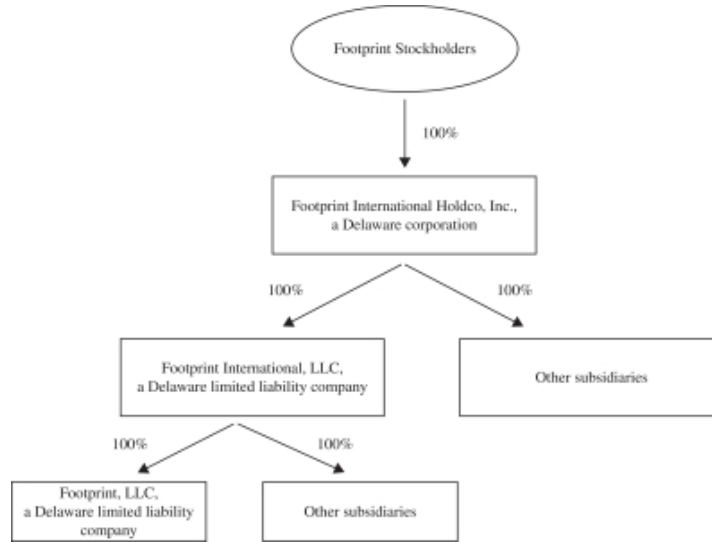 Footprint Stockholders
100%
Footprint International Holdco, Inc.,
a Delaware corporation
100%
100%
Footprint International, LLC,
a Delaware limited liability company
Other subsidiaries
100%
100%
Footprint, LLC,
a Delaware limited liability
company
Other subsidiaries